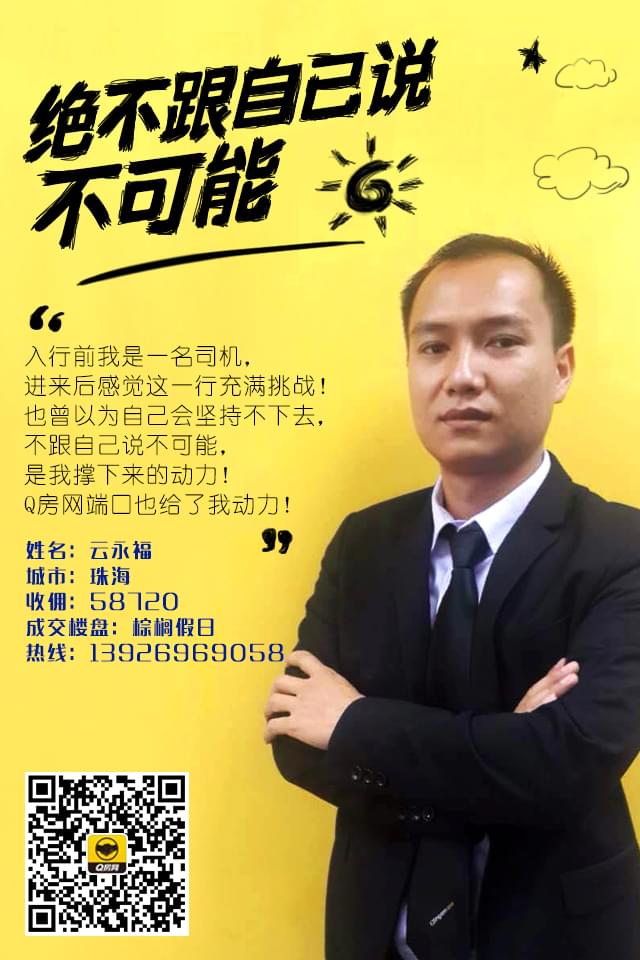 绝不跟自己说
不可能
“
入行前我是一名司机，
进来后感觉这一行充满挑战！
也曾以为自己会坚持不下去，
不跟自己说不可能，
是我撑下来的动力！
Q房网端口也给了我动力！
”
姓名：云永福
城市：珠海
收佣：58720
成交楼盘：棕榈假日
热线：13926969058
Q房网